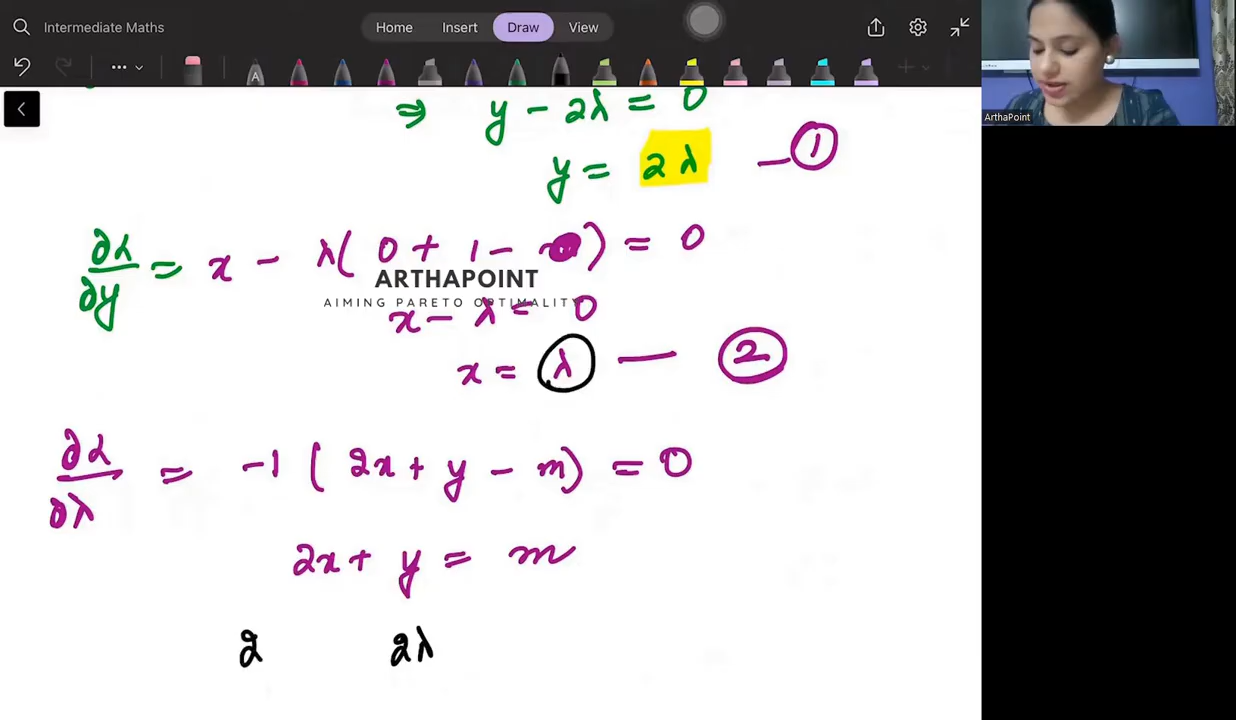 Intermediate Maths
Home Insert Draw View
A
⇒ y - 2λ = 0
y = 2λ — ①
∂L/∂y = x - λ( 0 + 1 - ) = 0
ARTHAPOINT
AIMING PARETO OPTIMALITY
x - λ = 0
x = λ — ②
∂L/∂λ = -1 ( 2x + y - m) = 0
2x + y = m
2 2λ
ArthaPoint